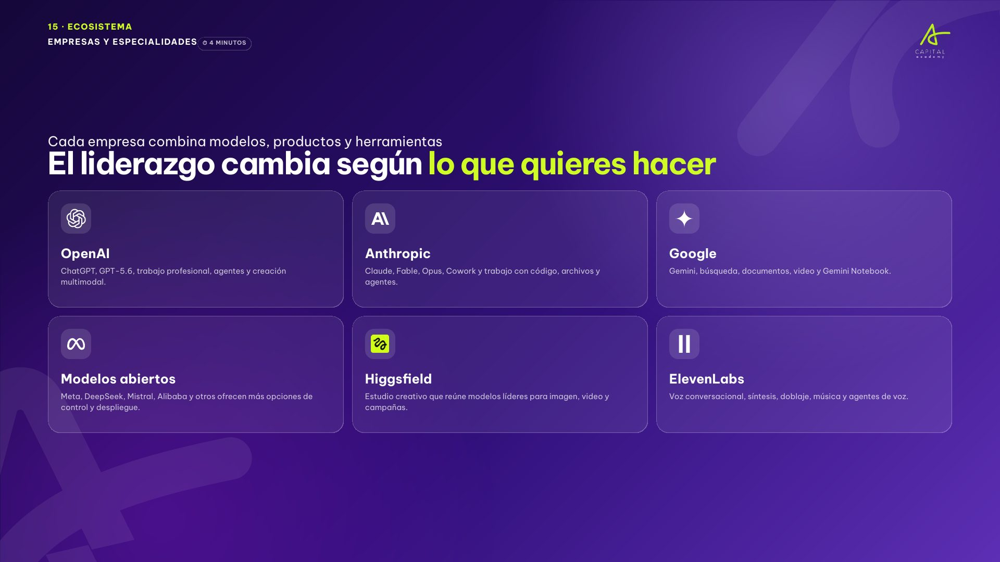 15 · ECOSISTEMA
EMPRESAS Y ESPECIALIDADES
⏱ 4 MINUTOS
CAPITAL
academy
Cada empresa combina modelos, productos y herramientas
El liderazgo cambia según lo que quieres hacer
OpenAI
ChatGPT, GPT-5.6, trabajo profesional, agentes y creación
multimodal.
Anthropic
Claude, Fable, Opus, Cowork y trabajo con código, archivos y
agentes.
Google
Gemini, búsqueda, documentos, video y Gemini Notebook.
Modelos abiertos
Meta, DeepSeek, Mistral, Alibaba y otros ofrecen más opciones de
control y despliegue.
Higgsfield
Estudio creativo que reúne modelos líderes para imagen, video y
campañas.
ElevenLabs
Voz conversacional, síntesis, doblaje, música y agentes de voz.